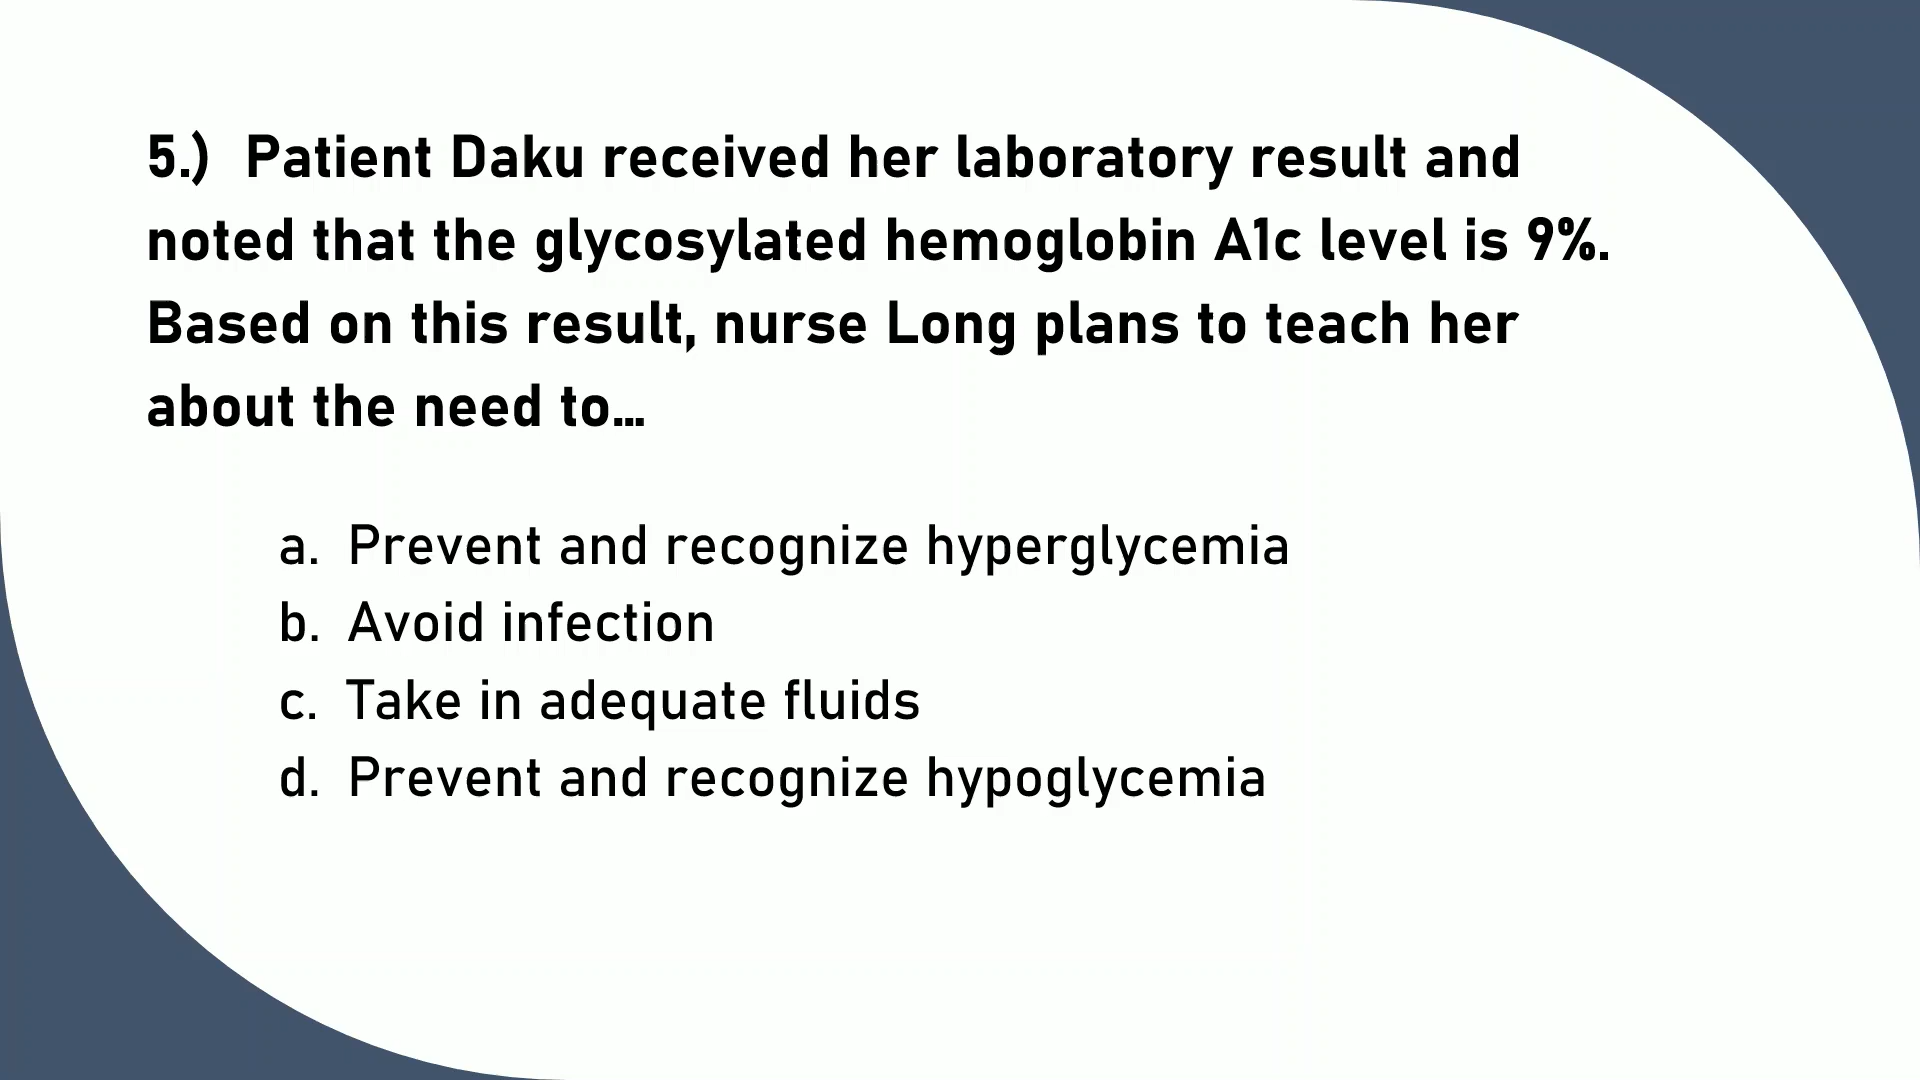 5.) Patient Daku received her laboratory result and
noted that the glycosylated hemoglobin A1c level is 9%.
Based on this result, nurse Long plans to teach her
about the need to...
a. Prevent and recognize hyperglycemia
b. Avoid infection
c. Take in adequate fluids
d. Prevent and recognize hypoglycemia